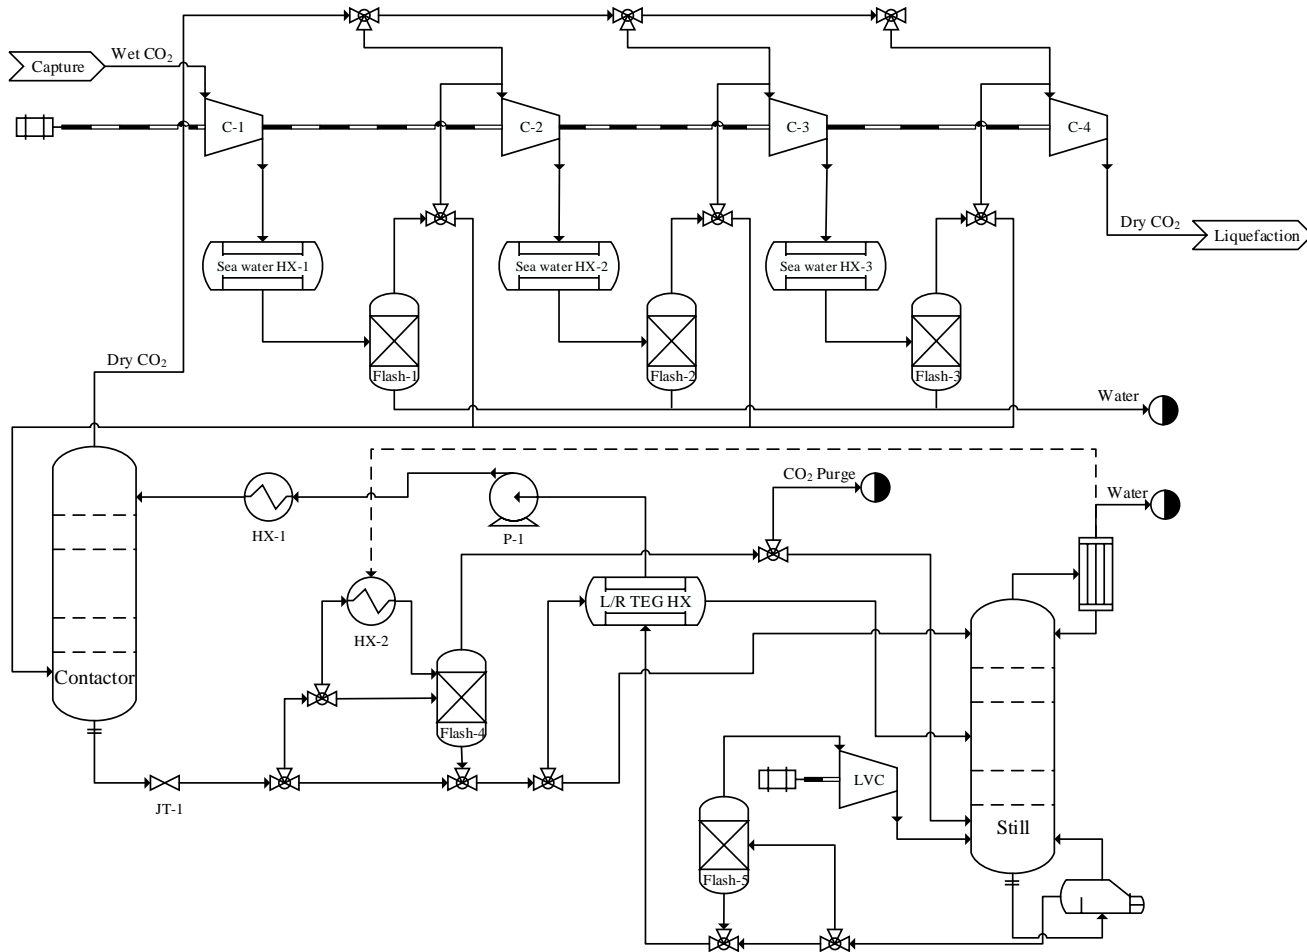 Wet CO₂
Capture
C-1
C-2
C-3
C-4
Dry CO₂
Liquefaction
Sea water HX-1
Sea water HX-2
Sea water HX-3
Dry CO₂
Flash-1
Flash-2
Flash-3
Water
CO₂ Purge
Water
HX-1
P-1
L/R TEG HX
HX-2
Contactor
Flash-4
LVC
JT-1
Still
Flash-5